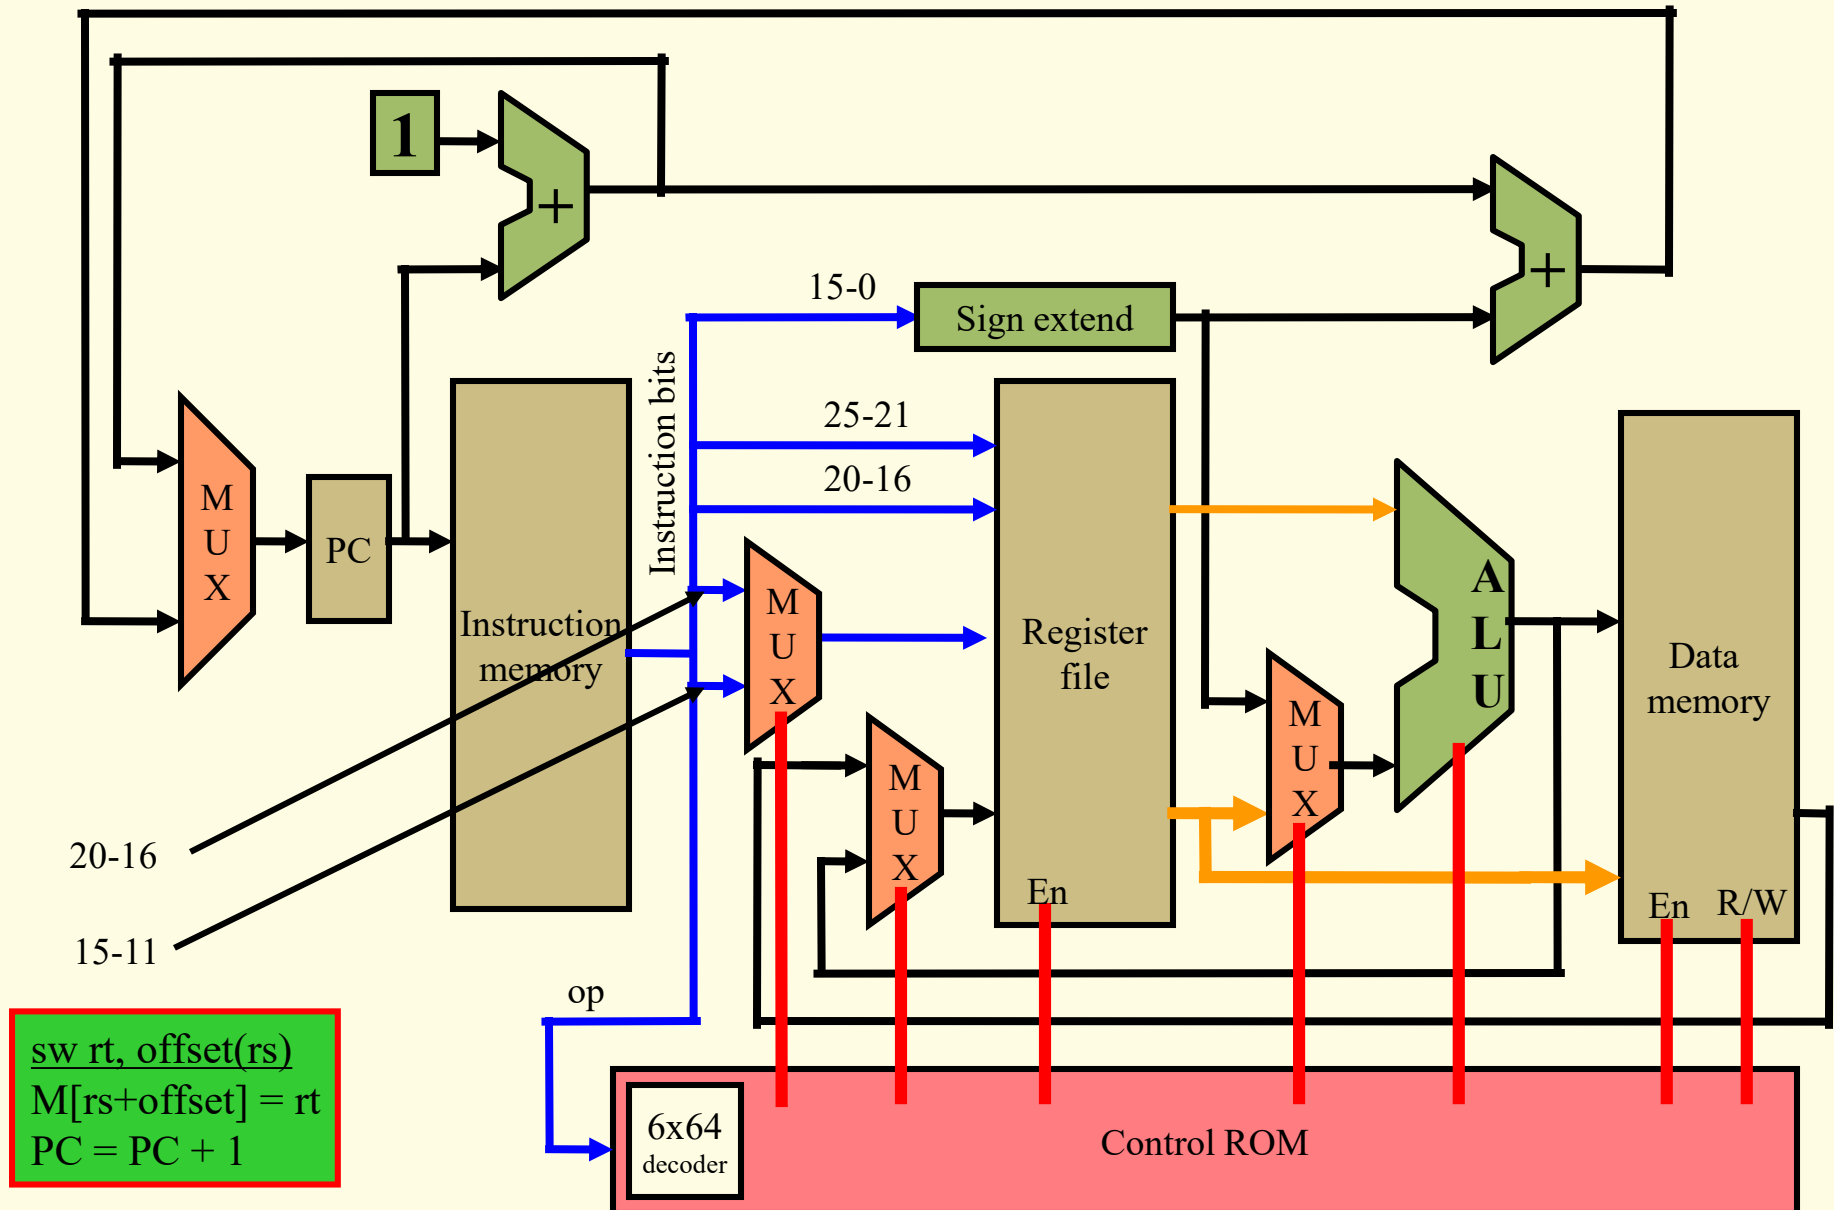 1
+
+
15-0
Sign extend
Instruction bits
25-21
20-16
M
U
X
PC
Instruction
memory
M
U
X
Register
file
A
L
U
Data
memory
M
U
X
M
U
X
20-16
15-11
En
En
R/W
op
sw rt, offset(rs)
M[rs+offset] = rt
PC = PC + 1
6x64
decoder
Control ROM